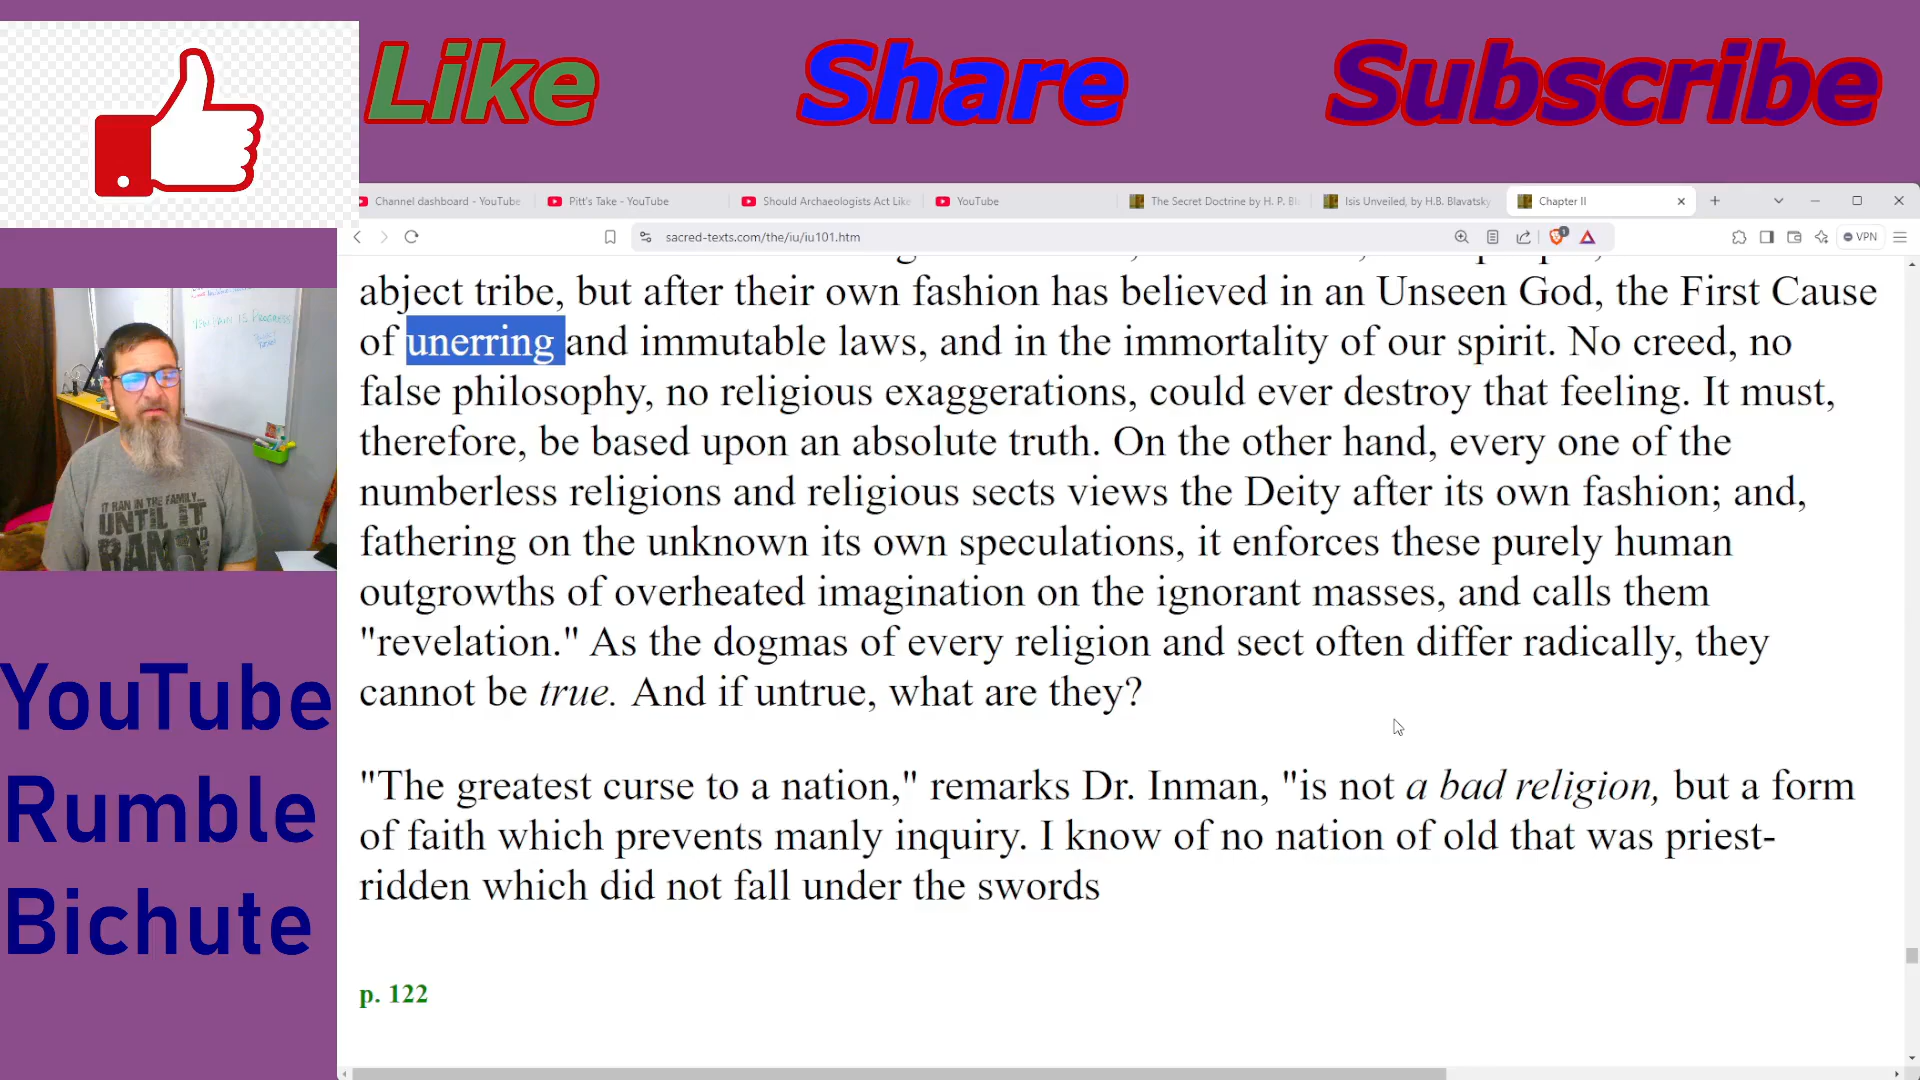 Like Share Subscribe
Channel dashboard - YouTube
Pitt's Take - YouTube
Should Archaeologists Act Like
YouTube
The Secret Doctrine by H. P. Bl
Isis Unveiled, by H.B. Blavatsky
Chapter II
sacred-texts.com/the/iu/iu101.htm
VPN
abject tribe, but after their own fashion has believed in an Unseen God, the First Cause
of unerring and immutable laws, and in the immortality of our spirit. No creed, no
false philosophy, no religious exaggerations, could ever destroy that feeling. It must,
therefore, be based upon an absolute truth. On the other hand, every one of the
numberless religions and religious sects views the Deity after its own fashion; and,
fathering on the unknown its own speculations, it enforces these purely human
outgrowths of overheated imagination on the ignorant masses, and calls them
"revelation." As the dogmas of every religion and sect often differ radically, they
cannot be true. And if untrue, what are they?
"The greatest curse to a nation," remarks Dr. Inman, "is not a bad religion, but a form
of faith which prevents manly inquiry. I know of no nation of old that was priest-
ridden which did not fall under the swords
p. 122
IT RAN IN THE FAMILY...
UNTIL IT
RAN
YouTube
Rumble
Bichute